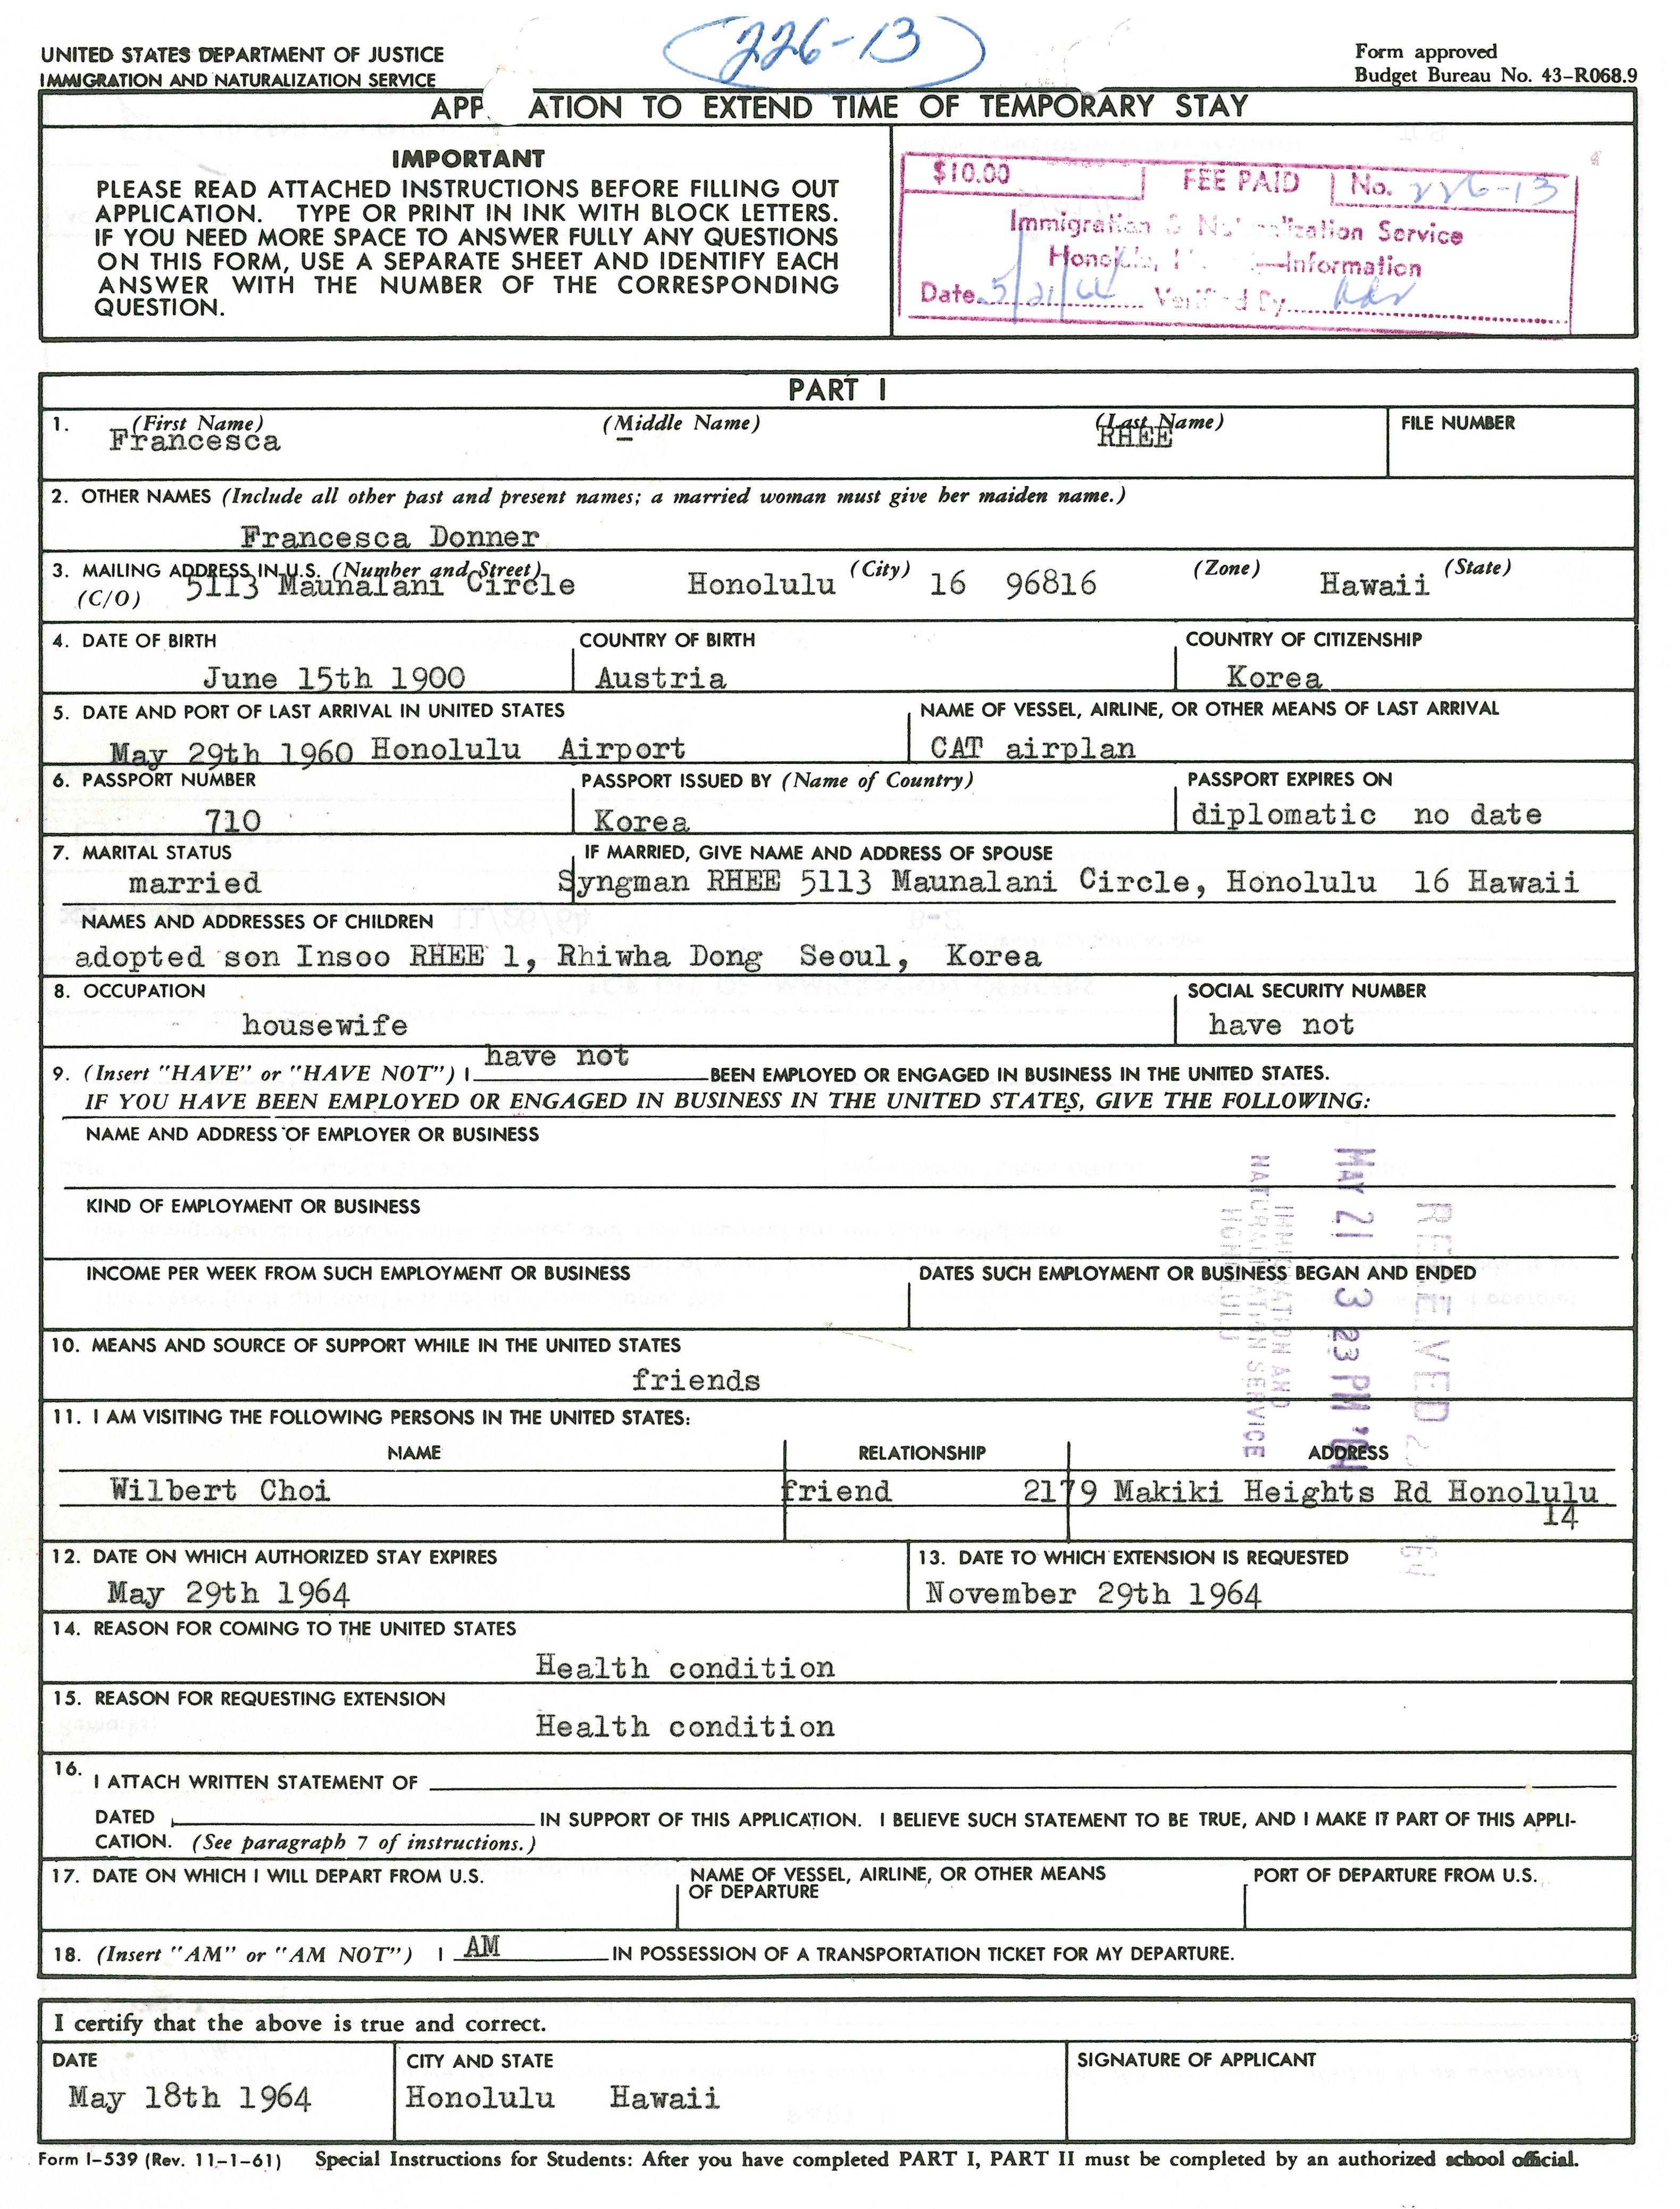 226-13
UNITED STATES DEPARTMENT OF JUSTICE
IMMIGRATION AND NATURALIZATION SERVICE
Form approved
Budget Bureau No. 43-R068.9
APP ATION TO EXTEND TIME OF TEMPORARY STAY
IMPORTANT
PLEASE READ ATTACHED INSTRUCTIONS BEFORE FILLING OUT
APPLICATION. TYPE OR PRINT IN INK WITH BLOCK LETTERS.
IF YOU NEED MORE SPACE TO ANSWER FULLY ANY QUESTIONS
ON THIS FORM, USE A SEPARATE SHEET AND IDENTIFY EACH
ANSWER WITH THE NUMBER OF THE CORRESPONDING
QUESTION.
$10.00 FEE PAID No. 226-13
Immigration & Service
Information
Date 5/21/64 Verified By
PART I
1. (First Name) (Middle Name) (Last Name) FILE NUMBER
Francesca – RHEE
2. OTHER NAMES (Include all other past and present names; a married woman must give her maiden name.)
Francesca Donner
3. MAILING ADDRESS IN U.S. (Number and Street) (City) (Zone) (State)
(C/O) 5113 Maunalani Circle Honolulu 16 96816 Hawaii
4. DATE OF BIRTH COUNTRY OF BIRTH COUNTRY OF CITIZENSHIP
June 15th 1900 Austria Korea
5. DATE AND PORT OF LAST ARRIVAL IN UNITED STATES NAME OF VESSEL, AIRLINE, OR OTHER MEANS OF LAST ARRIVAL
May 29th 1960 Honolulu Airport CAT airplan
6. PASSPORT NUMBER PASSPORT ISSUED BY (Name of Country) PASSPORT EXPIRES ON
710 Korea diplomatic no date
7. MARITAL STATUS IF MARRIED, GIVE NAME AND ADDRESS OF SPOUSE
married Syngman RHEE 5113 Maunalani Circle, Honolulu 16 Hawaii
NAMES AND ADDRESSES OF CHILDREN
adopted son Insoo RHEE 1, Rhiwha Dong Seoul, Korea
8. OCCUPATION SOCIAL SECURITY NUMBER
housewife have not
9. (Insert "HAVE" or "HAVE NOT") I have not BEEN EMPLOYED OR ENGAGED IN BUSINESS IN THE UNITED STATES.
IF YOU HAVE BEEN EMPLOYED OR ENGAGED IN BUSINESS IN THE UNITED STATES, GIVE THE FOLLOWING:
NAME AND ADDRESS OF EMPLOYER OR BUSINESS
KIND OF EMPLOYMENT OR BUSINESS
INCOME PER WEEK FROM SUCH EMPLOYMENT OR BUSINESS DATES SUCH EMPLOYMENT OR BUSINESS BEGAN AND ENDED
RECEIVED
MAY 21 3 23 PM '64
IMMIGRATION AND
NATURALIZATION SERVICE
HONOLULU
10. MEANS AND SOURCE OF SUPPORT WHILE IN THE UNITED STATES
friends
11. I AM VISITING THE FOLLOWING PERSONS IN THE UNITED STATES:
NAME RELATIONSHIP ADDRESS
Wilbert Choi friend 2179 Makiki Heights Rd Honolulu
14
12. DATE ON WHICH AUTHORIZED STAY EXPIRES 13. DATE TO WHICH EXTENSION IS REQUESTED
May 29th 1964 November 29th 1964
14. REASON FOR COMING TO THE UNITED STATES
Health condition
15. REASON FOR REQUESTING EXTENSION
Health condition
16.
I ATTACH WRITTEN STATEMENT OF
DATED IN SUPPORT OF THIS APPLICATION. I BELIEVE SUCH STATEMENT TO BE TRUE, AND I MAKE IT PART OF THIS APPLI-
CATION. (See paragraph 7 of instructions.)
17. DATE ON WHICH I WILL DEPART FROM U.S. NAME OF VESSEL, AIRLINE, OR OTHER MEANS PORT OF DEPARTURE FROM U.S.
OF DEPARTURE
18. (Insert "AM" or "AM NOT") I AM IN POSSESSION OF A TRANSPORTATION TICKET FOR MY DEPARTURE.
I certify that the above is true and correct.
DATE CITY AND STATE SIGNATURE OF APPLICANT
May 18th 1964 Honolulu Hawaii
Form I-539 (Rev. 11-1-61) Special Instructions for Students: After you have completed PART I, PART II must be completed by an authorized school official.